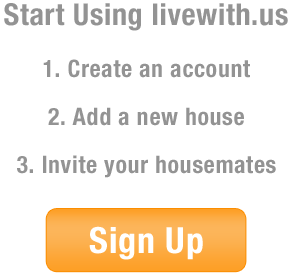 Start Using livewith.us
1. Create an account
2. Add a new house
3. Invite your housemates
Sign Up